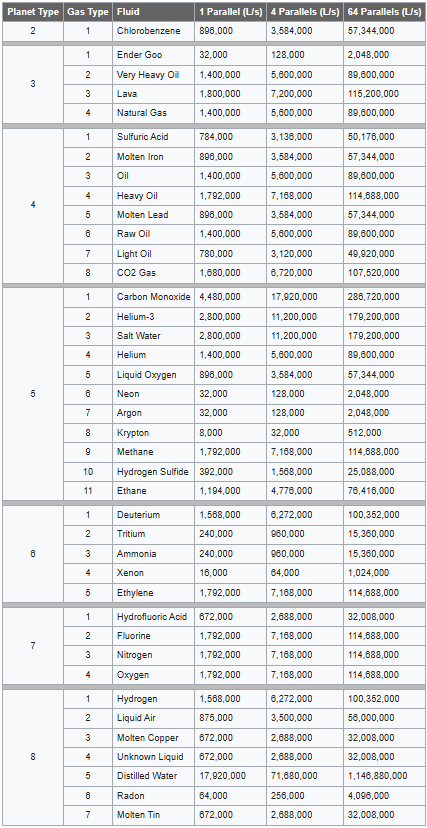 Planet Type Gas Type Fluid 1 Parallel (L/s) 4 Parallels (L/s) 64 Parallels (L/s)
2 1 Chlorobenzene 896,000 3,584,000 57,344,000
3 1 Ender Goo 32,000 128,000 2,048,000
2 Very Heavy Oil 1,400,000 5,600,000 89,600,000
3 Lava 1,800,000 7,200,000 115,200,000
4 Natural Gas 1,400,000 5,600,000 89,600,000
4 1 Sulfuric Acid 784,000 3,136,000 50,176,000
2 Molten Iron 896,000 3,584,000 57,344,000
3 Oil 1,400,000 5,600,000 89,600,000
4 Heavy Oil 1,792,000 7,168,000 114,688,000
5 Molten Lead 896,000 3,584,000 57,344,000
6 Raw Oil 1,400,000 5,600,000 89,600,000
7 Light Oil 780,000 3,120,000 49,920,000
8 CO2 Gas 1,680,000 6,720,000 107,520,000
5 1 Carbon Monoxide 4,480,000 17,920,000 286,720,000
2 Helium-3 2,800,000 11,200,000 179,200,000
3 Salt Water 2,800,000 11,200,000 179,200,000
4 Helium 1,400,000 5,600,000 89,600,000
5 Liquid Oxygen 896,000 3,584,000 57,344,000
6 Neon 32,000 128,000 2,048,000
7 Argon 32,000 128,000 2,048,000
8 Krypton 8,000 32,000 512,000
9 Methane 1,792,000 7,168,000 114,688,000
10 Hydrogen Sulfide 392,000 1,568,000 25,088,000
11 Ethane 1,194,000 4,776,000 76,416,000
6 1 Deuterium 1,568,000 6,272,000 100,352,000
2 Tritium 240,000 960,000 15,360,000
3 Ammonia 240,000 960,000 15,360,000
4 Xenon 16,000 64,000 1,024,000
5 Ethylene 1,792,000 7,168,000 114,688,000
7 1 Hydrofluoric Acid 672,000 2,688,000 32,008,000
2 Fluorine 1,792,000 7,168,000 114,688,000
3 Nitrogen 1,792,000 7,168,000 114,688,000
4 Oxygen 1,792,000 7,168,000 114,688,000
8 1 Hydrogen 1,568,000 6,272,000 100,352,000
2 Liquid Air 875,000 3,500,000 56,000,000
3 Molten Copper 672,000 2,688,000 32,008,000
4 Unknown Liquid 672,000 2,688,000 32,008,000
5 Distilled Water 17,920,000 71,680,000 1,146,880,000
6 Radon 64,000 256,000 4,096,000
7 Molten Tin 672,000 2,688,000 32,008,000